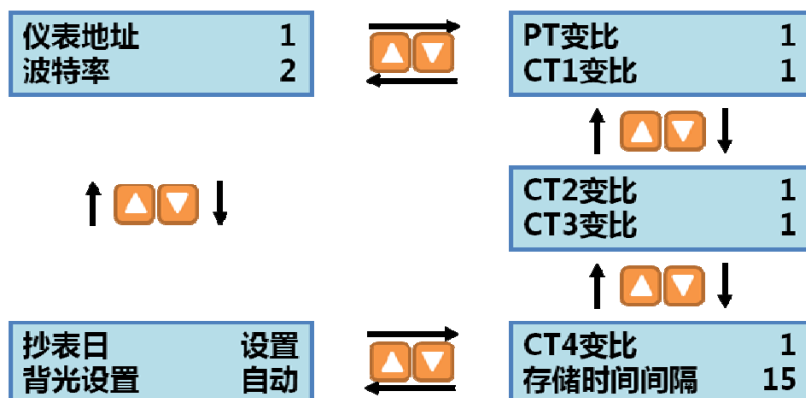 仪表地址 1
波特率 2
PT变比 1
CT1变比 1
CT2变比 1
CT3变比 1
抄表日 设置
背光设置 自动
CT4变比 1
存储时间间隔 15